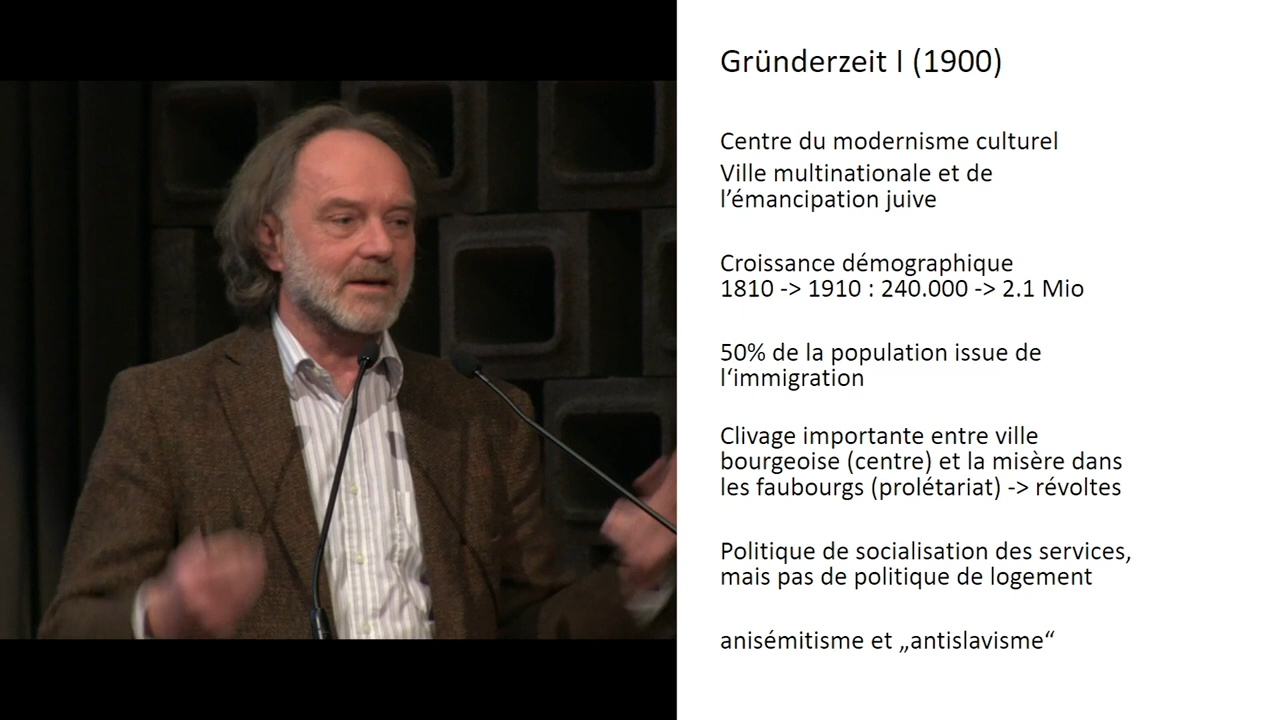 Gründerzeit I (1900)
Centre du modernisme culturel
Ville multinationale et de
l’émancipation juive
Croissance démographique
1810 -> 1910 : 240.000 -> 2.1 Mio
50% de la population issue de
l‘immigration
Clivage importante entre ville
bourgeoise (centre) et la misère dans
les faubourgs (prolétariat) -> révoltes
Politique de socialisation des services,
mais pas de politique de logement
anisémitisme et „antislavisme“